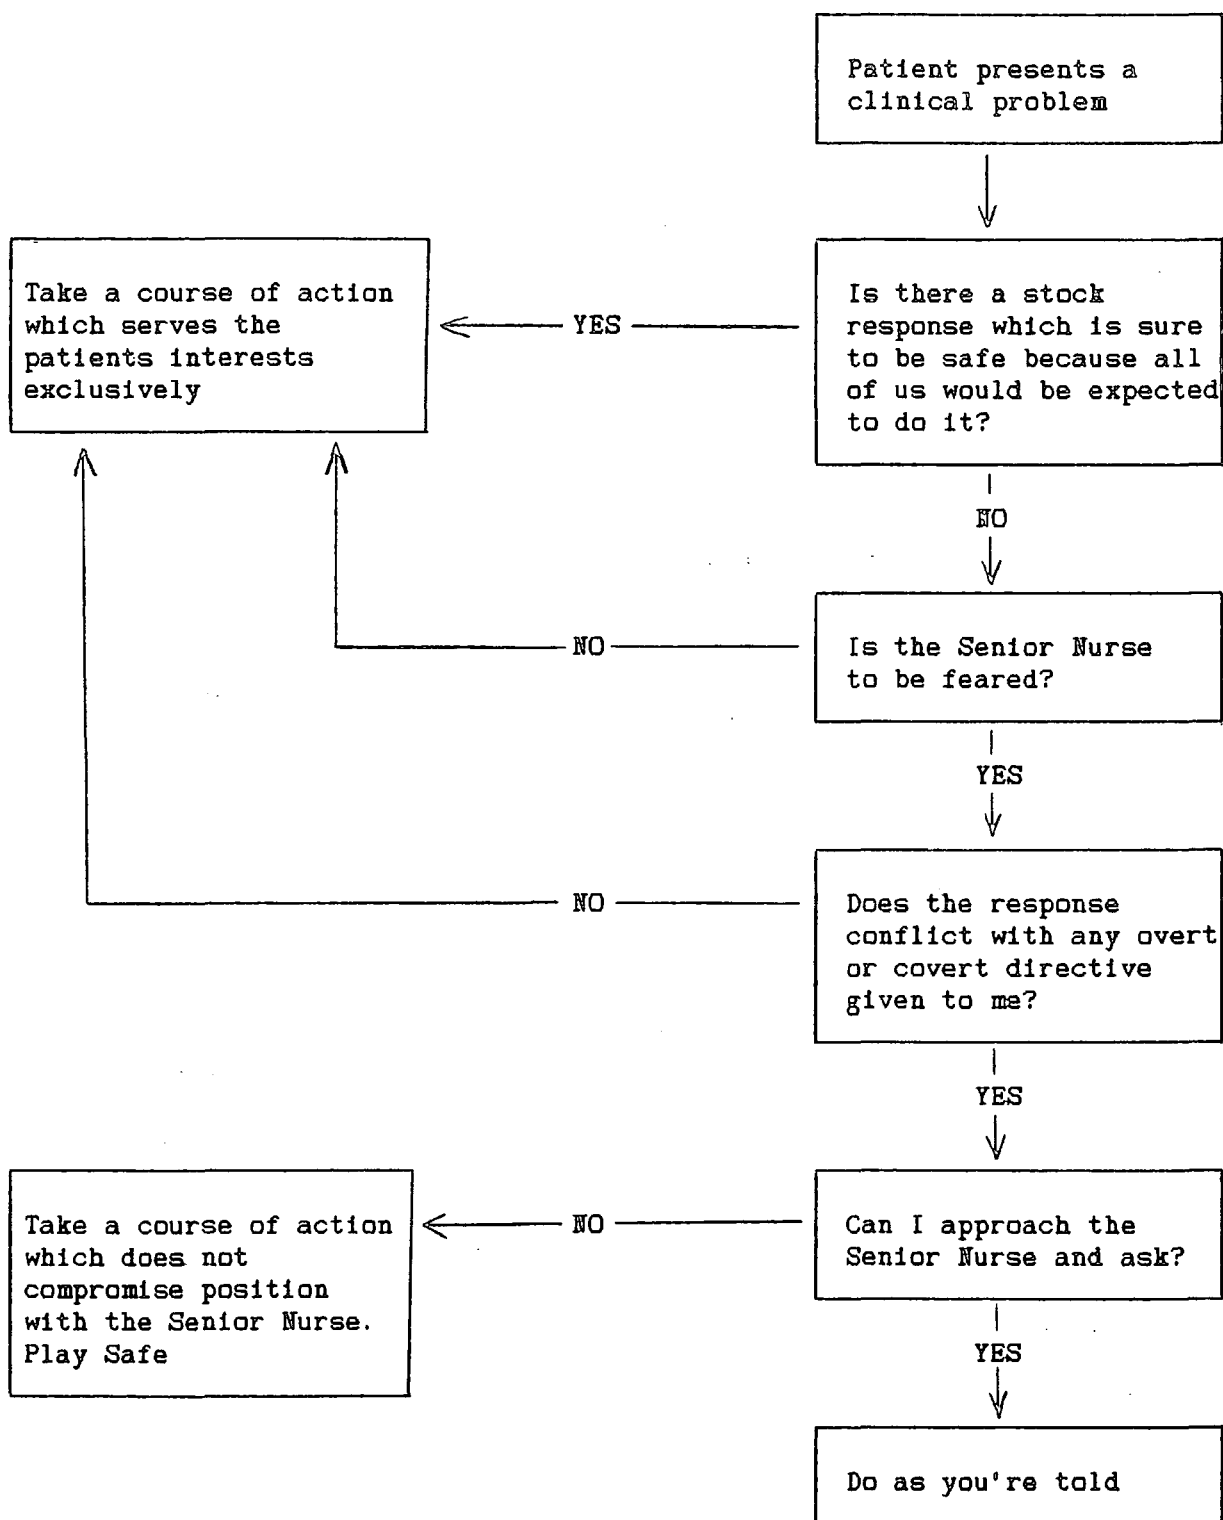 Patient presents a
clinical problem
Take a course of action
which serves the
patients interests
exclusively
YES
Is there a stock
response which is sure
to be safe because all
of us would be expected
to do it?
NO
NO
Is the Senior Nurse
to be feared?
YES
NO
Does the response
conflict with any overt
or covert directive
given to me?
YES
Take a course of action
which does not
compromise position
with the Senior Nurse.
Play Safe
NO
Can I approach the
Senior Nurse and ask?
YES
Do as you're told